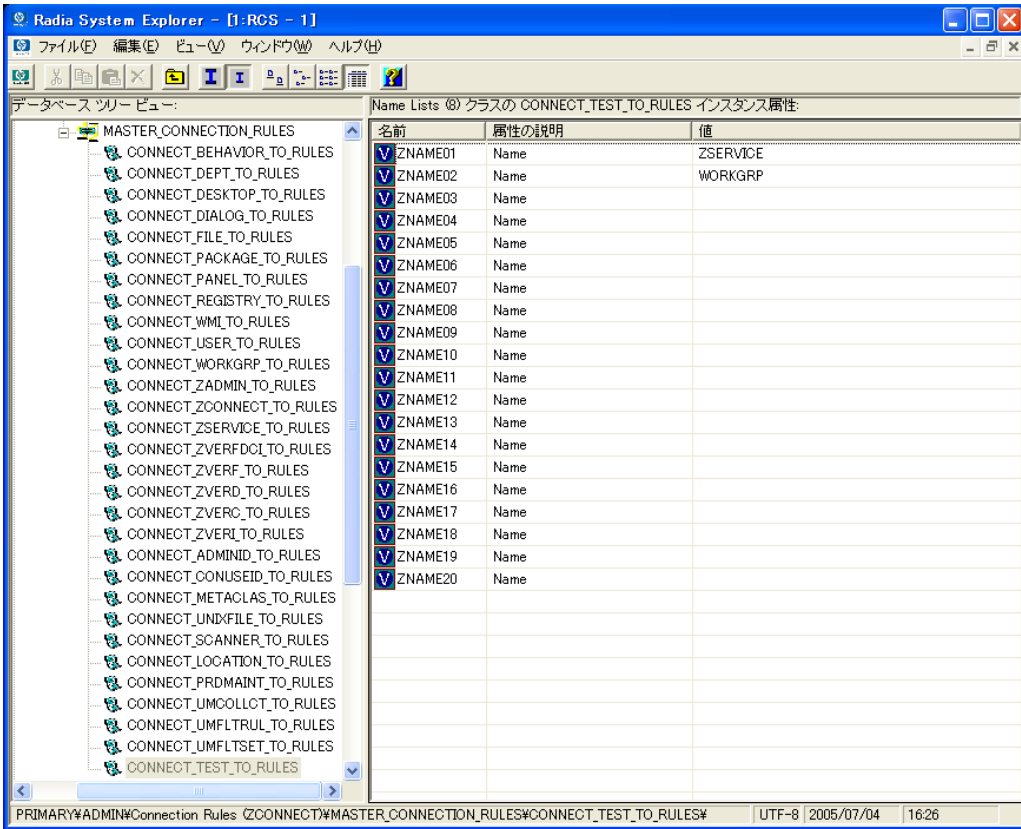 Radia System Explorer - [1:RCS - 1]
ファイル(F) 編集(E) ビュー(V) ウィンドウ(W) ヘルプ(H)
データベース ツリー ビュー:
MASTER_CONNECTION_RULES
CONNECT_BEHAVIOR_TO_RULES
CONNECT_DEPT_TO_RULES
CONNECT_DESKTOP_TO_RULES
CONNECT_DIALOG_TO_RULES
CONNECT_FILE_TO_RULES
CONNECT_PACKAGE_TO_RULES
CONNECT_PANEL_TO_RULES
CONNECT_REGISTRY_TO_RULES
CONNECT_WMI_TO_RULES
CONNECT_USER_TO_RULES
CONNECT_WORKGRP_TO_RULES
CONNECT_ZADMIN_TO_RULES
CONNECT_ZCONNECT_TO_RULES
CONNECT_ZSERVICE_TO_RULES
CONNECT_ZVERFDCI_TO_RULES
CONNECT_ZVERF_TO_RULES
CONNECT_ZVERD_TO_RULES
CONNECT_ZVERC_TO_RULES
CONNECT_ZVERI_TO_RULES
CONNECT_ADMINID_TO_RULES
CONNECT_CONUSEID_TO_RULES
CONNECT_METACLAS_TO_RULES
CONNECT_UNIXFILE_TO_RULES
CONNECT_SCANNER_TO_RULES
CONNECT_LOCATION_TO_RULES
CONNECT_PRDMAINT_TO_RULES
CONNECT_UMCOLLCT_TO_RULES
CONNECT_UMFLTRUL_TO_RULES
CONNECT_UMFLTSET_TO_RULES
CONNECT_TEST_TO_RULES
Name Lists (8) クラスの CONNECT_TEST_TO_RULES インスタンス属性:
名前 属性の説明 値
ZNAME01 Name ZSERVICE
ZNAME02 Name WORKGRP
ZNAME03 Name
ZNAME04 Name
ZNAME05 Name
ZNAME06 Name
ZNAME07 Name
ZNAME08 Name
ZNAME09 Name
ZNAME10 Name
ZNAME11 Name
ZNAME12 Name
ZNAME13 Name
ZNAME14 Name
ZNAME15 Name
ZNAME16 Name
ZNAME17 Name
ZNAME18 Name
ZNAME19 Name
ZNAME20 Name
PRIMARY¥ADMIN¥Connection Rules (ZCONNECT)¥MASTER_CONNECTION_RULES¥CONNECT_TEST_TO_RULES¥ UTF-8 2005/07/04 16:26